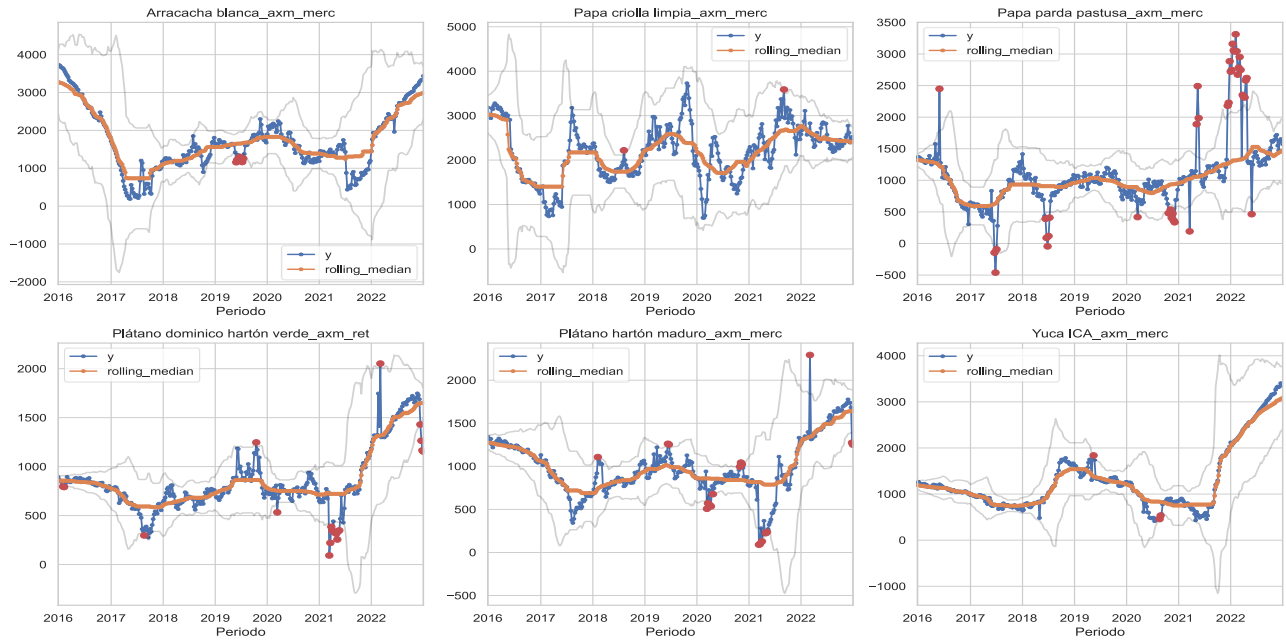 Arracacha blanca_axm_merc
4000
3000
2000
1000
0
−1000
−2000
y
rolling_median
2016 2017 2018 2019 2020 2021 2022
Periodo
Papa criolla limpia_axm_merc
5000
4000
3000
2000
1000
0
y
rolling_median
2016 2017 2018 2019 2020 2021 2022
Periodo
Papa parda pastusa_axm_merc
3500
3000
2500
2000
1500
1000
500
0
−500
y
rolling_median
2016 2017 2018 2019 2020 2021 2022
Periodo
Plátano dominico hartón verde_axm_ret
2000
1500
1000
500
0
y
rolling_median
2016 2017 2018 2019 2020 2021 2022
Periodo
Plátano hartón maduro_axm_merc
2000
1500
1000
500
0
−500
y
rolling_median
2016 2017 2018 2019 2020 2021 2022
Periodo
Yuca ICA_axm_merc
4000
3000
2000
1000
0
−1000
y
rolling_median
2016 2017 2018 2019 2020 2021 2022
Periodo